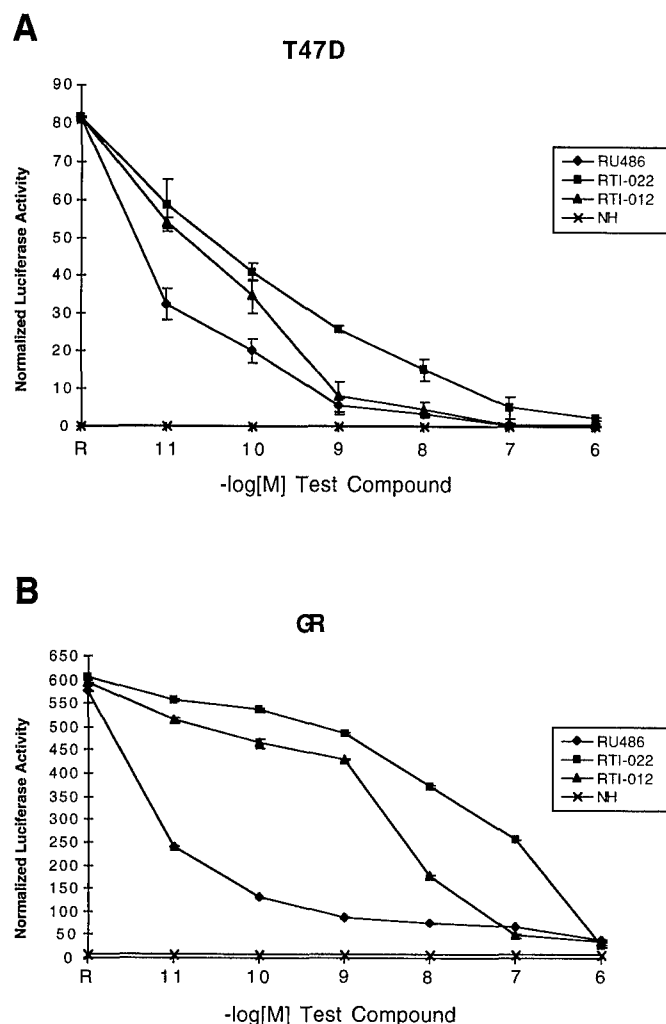 A
T47D
Normalized Luciferase Activity
90
80
70
60
50
40
30
20
10
0
R 11 10 9 8 7 6
-log[M] Test Compound
RU486
RTI-022
RTI-012
NH
B
GR
Normalized Luciferase Activity
650
600
550
500
450
400
350
300
250
200
150
100
50
0
R 11 10 9 8 7 6
-log[M] Test Compound
RU486
RTI-022
RTI-012
NH